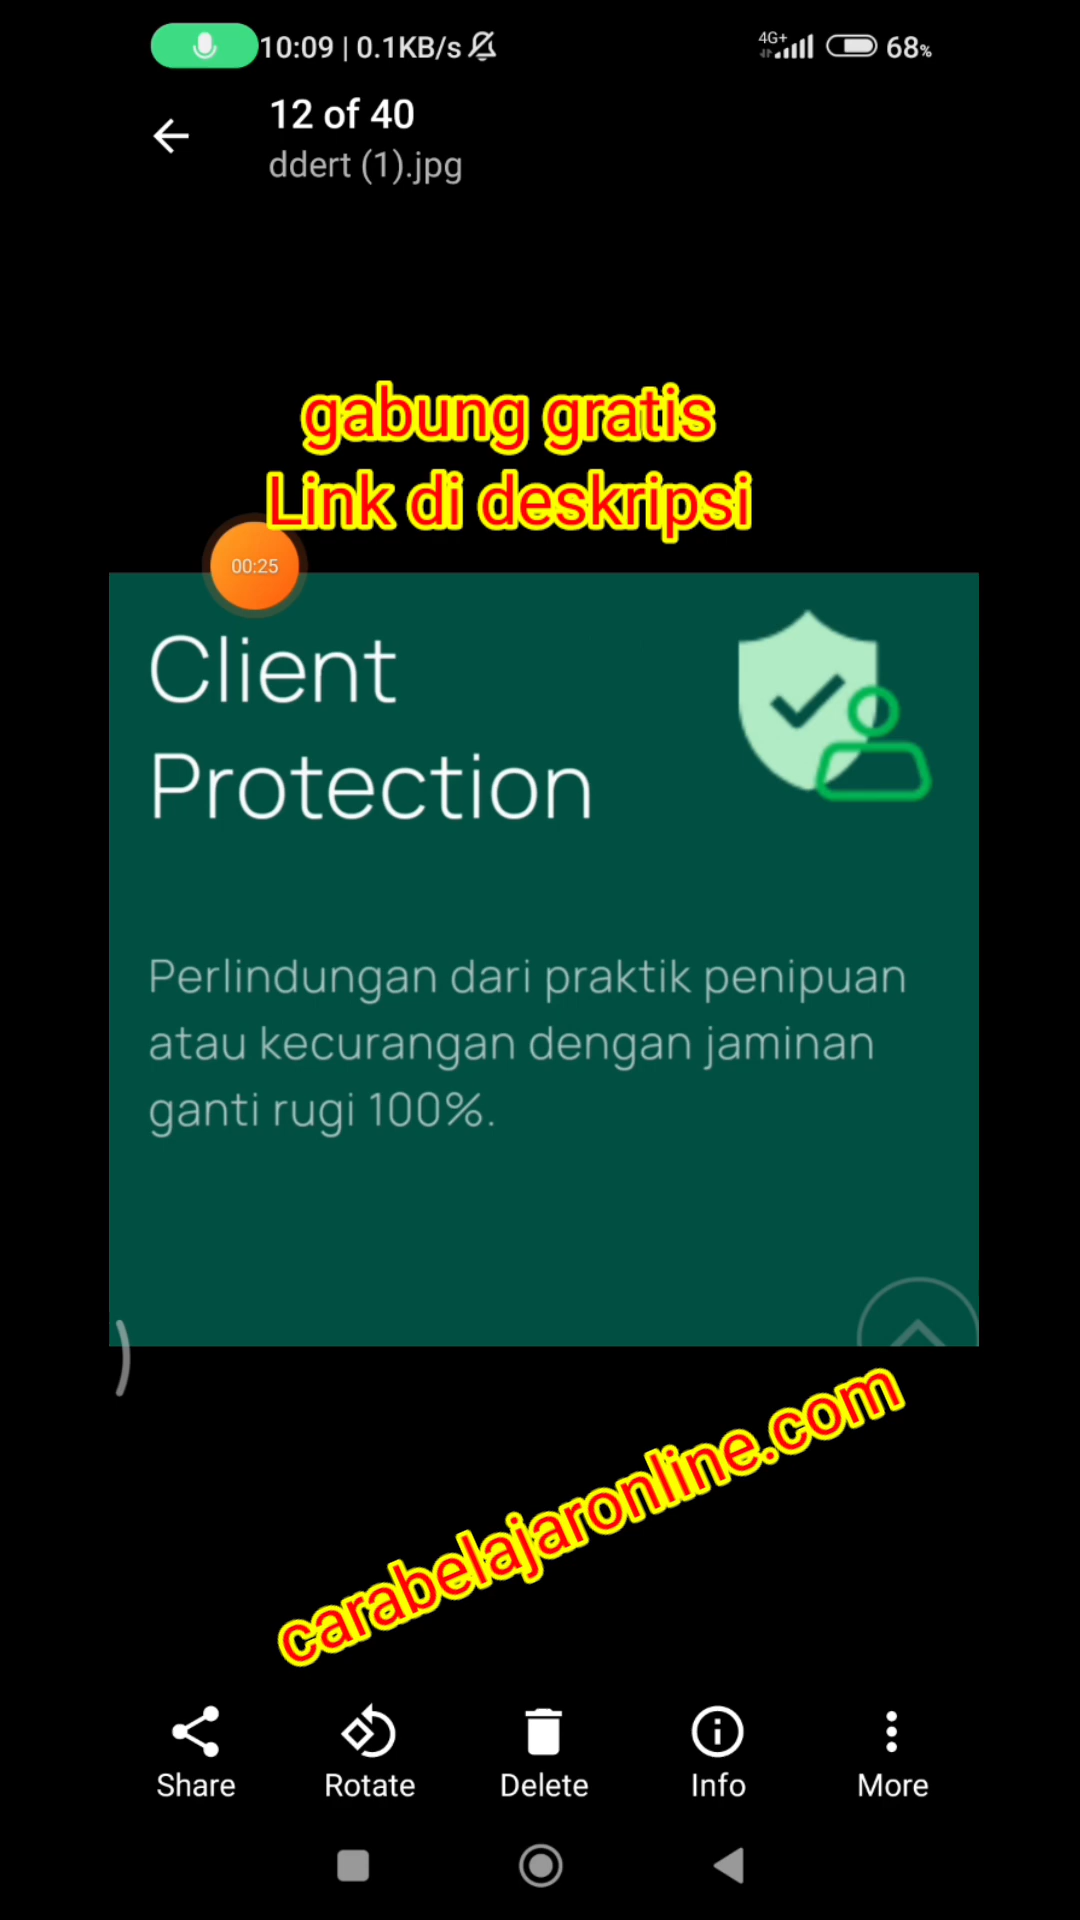 10:09 | 0.1KB/s
4G+
68%
12 of 40
ddert (1).jpg
gabung gratis
Link di deskripsi
00:25
Client
Protection
Perlindungan dari praktik penipuan
atau kecurangan dengan jaminan
ganti rugi 100%.
carabelajaronline.com
Share
Rotate
Delete
Info
More